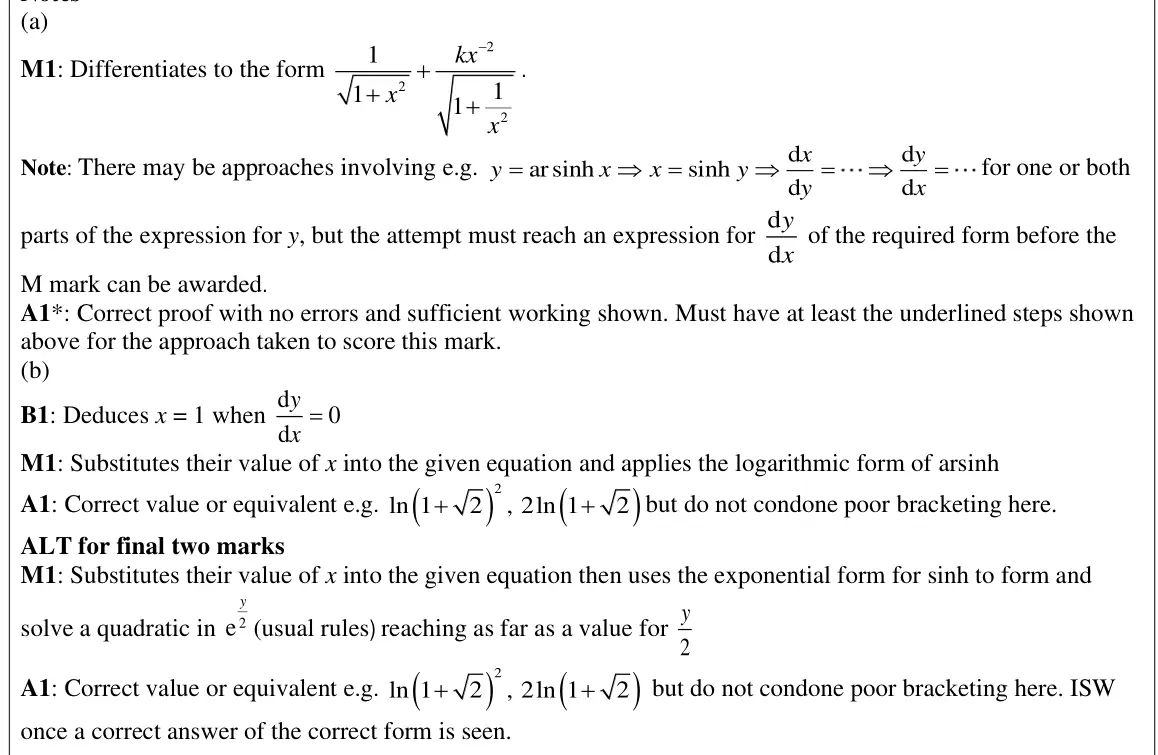 Notes
(a)
M1: Differentiates to the form 1/√(1+x²) + kx⁻²/√(1+1/x²) .
Note: There may be approaches involving e.g. y = ar sinh x ⇒ x = sinh y ⇒ dx/dy = ⋯ ⇒ dy/dx = ⋯ for one or both
parts of the expression for y, but the attempt must reach an expression for dy/dx of the required form before the
M mark can be awarded.
A1*: Correct proof with no errors and sufficient working shown. Must have at least the underlined steps shown
above for the approach taken to score this mark.
(b)
B1: Deduces x = 1 when dy/dx = 0
M1: Substitutes their value of x into the given equation and applies the logarithmic form of arsinh
A1: Correct value or equivalent e.g. ln(1+√2)², 2ln(1+√2) but do not condone poor bracketing here.
ALT for final two marks
M1: Substitutes their value of x into the given equation then uses the exponential form for sinh to form and
solve a quadratic in e^(y/2) (usual rules) reaching as far as a value for y/2
A1: Correct value or equivalent e.g. ln(1+√2)², 2ln(1+√2) but do not condone poor bracketing here. ISW
once a correct answer of the correct form is seen.